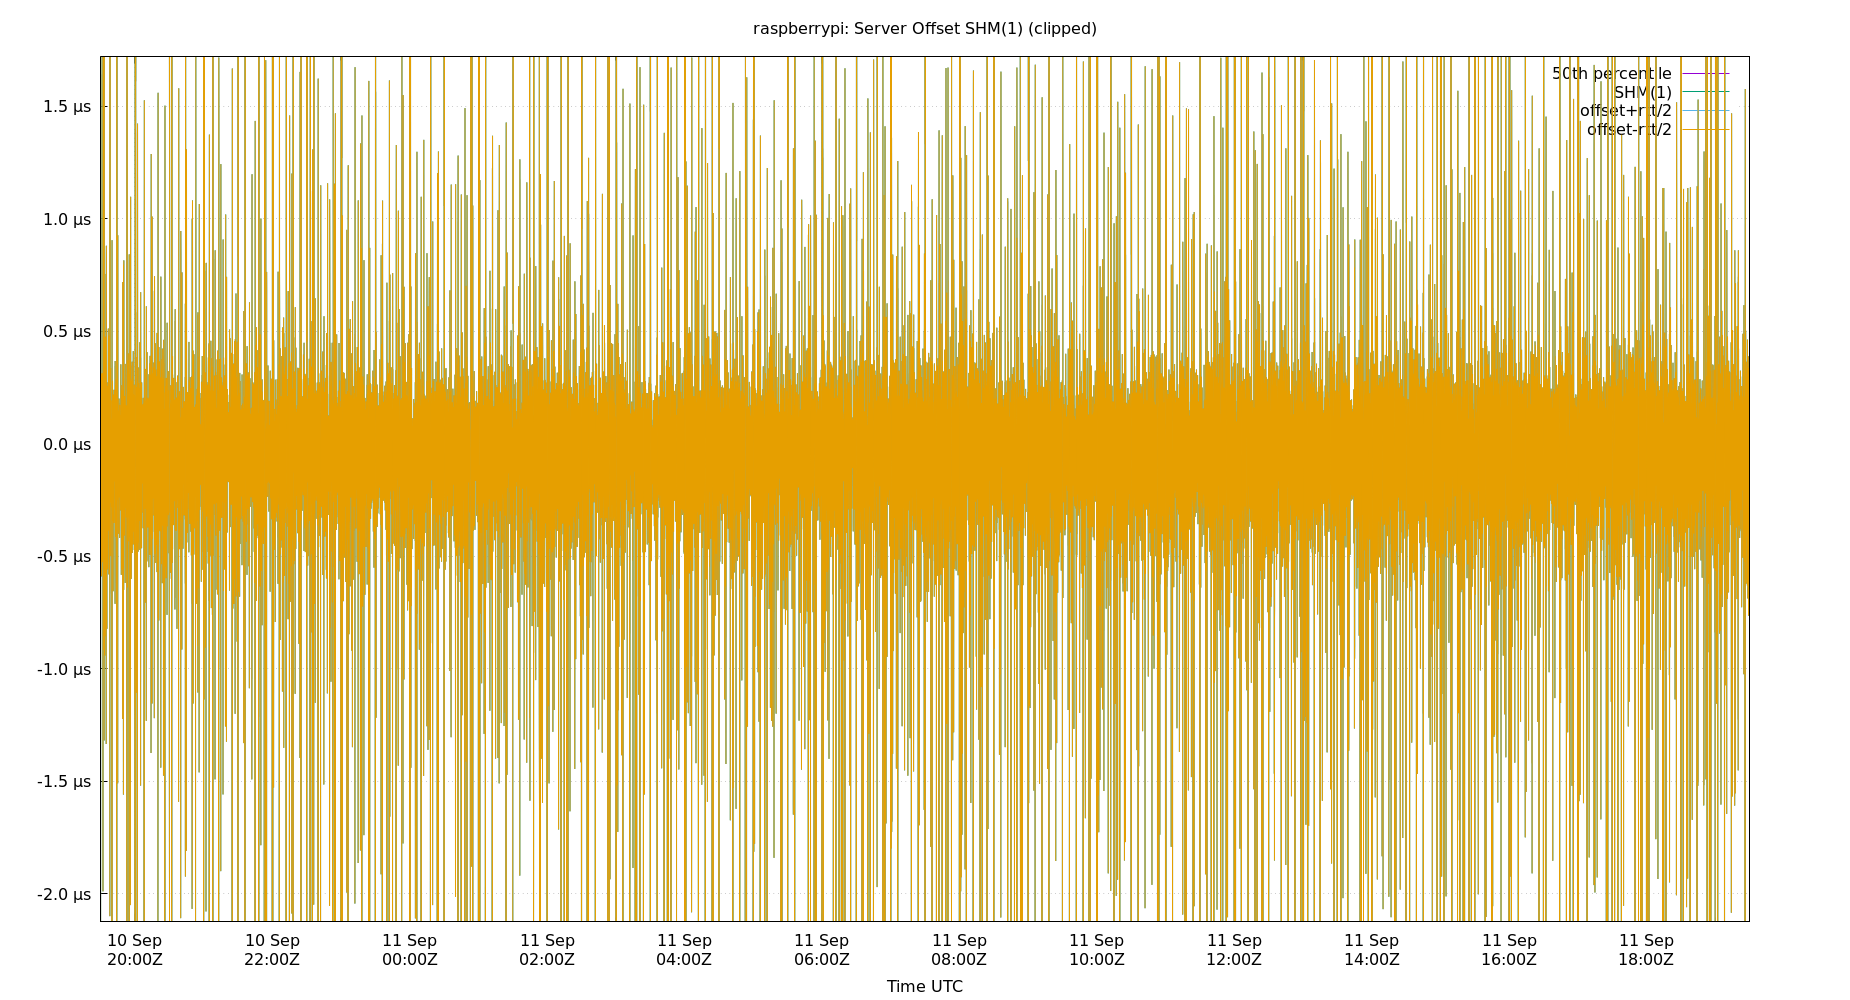 raspberrypi: Server Offset SHM(1) (clipped)
50th percentile
SHM(1)
offset+rtt/2
offset-rtt/2
1.5 µs
1.0 µs
0.5 µs
0.0 µs
-0.5 µs
-1.0 µs
-1.5 µs
-2.0 µs
10 Sep 10 Sep 11 Sep 11 Sep 11 Sep 11 Sep 11 Sep 11 Sep 11 Sep 11 Sep 11 Sep 11 Sep
20:00Z 22:00Z 00:00Z 02:00Z 04:00Z 06:00Z 08:00Z 10:00Z 12:00Z 14:00Z 16:00Z 18:00Z
Time UTC